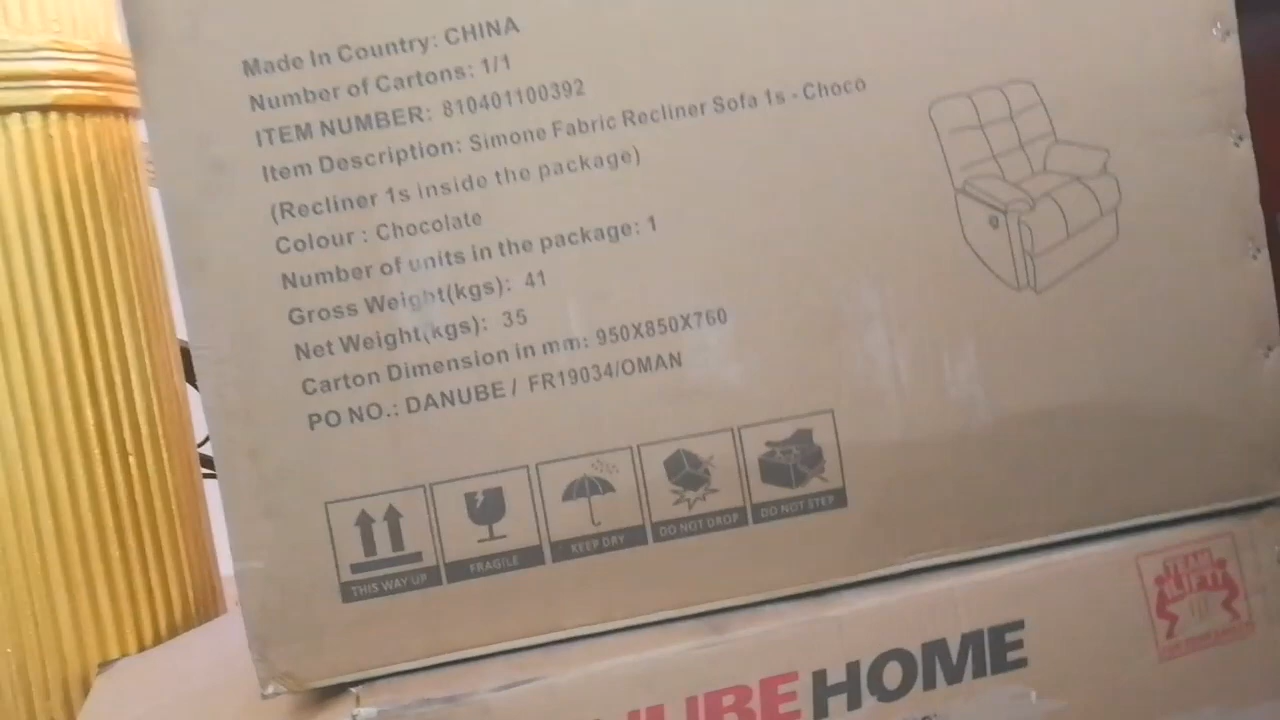 Made In Country: CHINA
Number of Cartons: 1/1
ITEM NUMBER: 810401100392
Item Description: Simone Fabric Recliner Sofa 1s - Choco
(Recliner 1s inside the package)
Colour : Chocolate
Number of units in the package: 1
Gross Weight(kgs): 41
Net Weight(kgs): 35
Carton Dimension in mm: 950X850X760
PO NO.: DANUBE / FR19034/OMAN
THIS WAY UP
FRAGILE
KEEP DRY
DO NOT DROP
DO NOT STEP
TEAM
UBE HOME